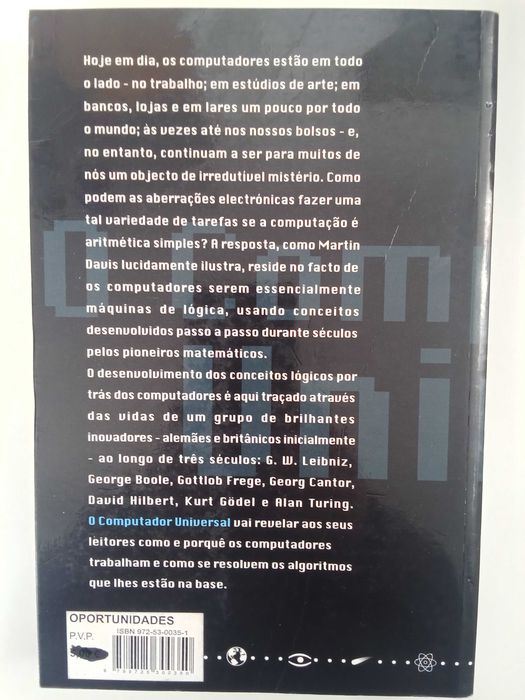 Hoje em dia, os computadores estão em todo
o lado - no trabalho; em estúdios de arte; em
bancos, lojas e em lares um pouco por todo
o mundo; às vezes até nos nossos bolsos - e,
no entanto, continuam a ser para muitos de
nós um objecto de irredutível mistério. Como
podem as aberrações electrónicas fazer uma
tal variedade de tarefas se a computação é
aritmética simples? A resposta, como Martin
Davis lucidamente ilustra, reside no facto de
os computadores serem essencialmente
máquinas de lógica, usando conceitos
desenvolvidos passo a passo durante séculos
pelos pioneiros matemáticos.
O desenvolvimento dos conceitos lógicos por
trás dos computadores é aqui traçado através
das vidas de um grupo de brilhantes
inovadores - alemães e britânicos inicialmente
- ao longo de três séculos: G. W. Leibniz,
George Boole, Gottlob Frege, Georg Cantor,
David Hilbert, Kurt Gödel e Alan Turing.
O Computador Universal vai revelar aos seus
leitores como e porquê os computadores
trabalham e como se resolvem os algoritmos
que lhes estão na base.
O Comp
Uni
OPORTUNIDADES
P.V.P.
ISBN 972-53-0035-1